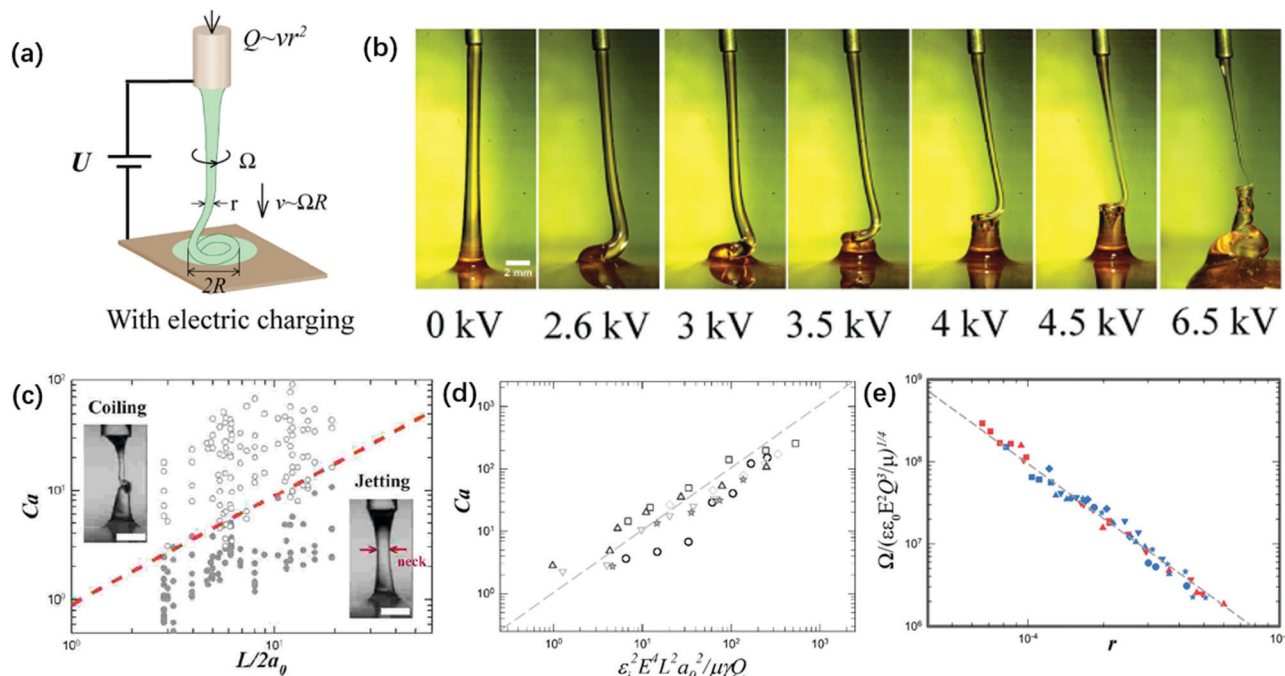 (a)
Q~vr²
U
Ω
r
v~ΩR
2R
With electric charging
(b)
2 mm
0 kV
2.6 kV
3 kV
3.5 kV
4 kV
4.5 kV
6.5 kV
(c)
Ca
10²
10¹
10⁰
10⁰
10¹
L/2a₀
Coiling
Jetting
neck
(d)
Ca
10³
10²
10¹
10⁰
10⁰
10¹
10²
10³
(e)
Ω/(εε₀E²Q³/μ)¹/⁴
10⁹
10⁸
10⁷
10⁶
10⁻⁴
r